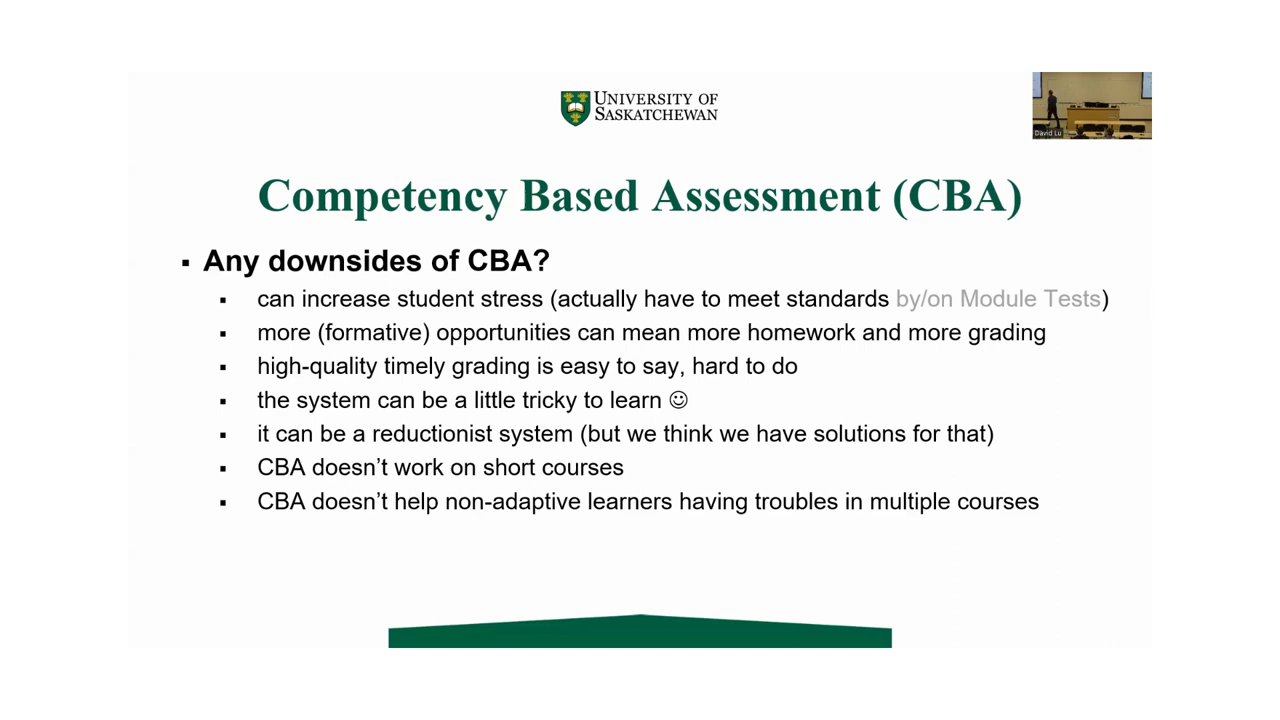 UNIVERSITY OF
SASKATCHEWAN
David Lu
Competency Based Assessment (CBA)
▪ Any downsides of CBA?
▪ can increase student stress (actually have to meet standards by/on Module Tests)
▪ more (formative) opportunities can mean more homework and more grading
▪ high-quality timely grading is easy to say, hard to do
▪ the system can be a little tricky to learn ☺
▪ it can be a reductionist system (but we think we have solutions for that)
▪ CBA doesn’t work on short courses
▪ CBA doesn’t help non-adaptive learners having troubles in multiple courses